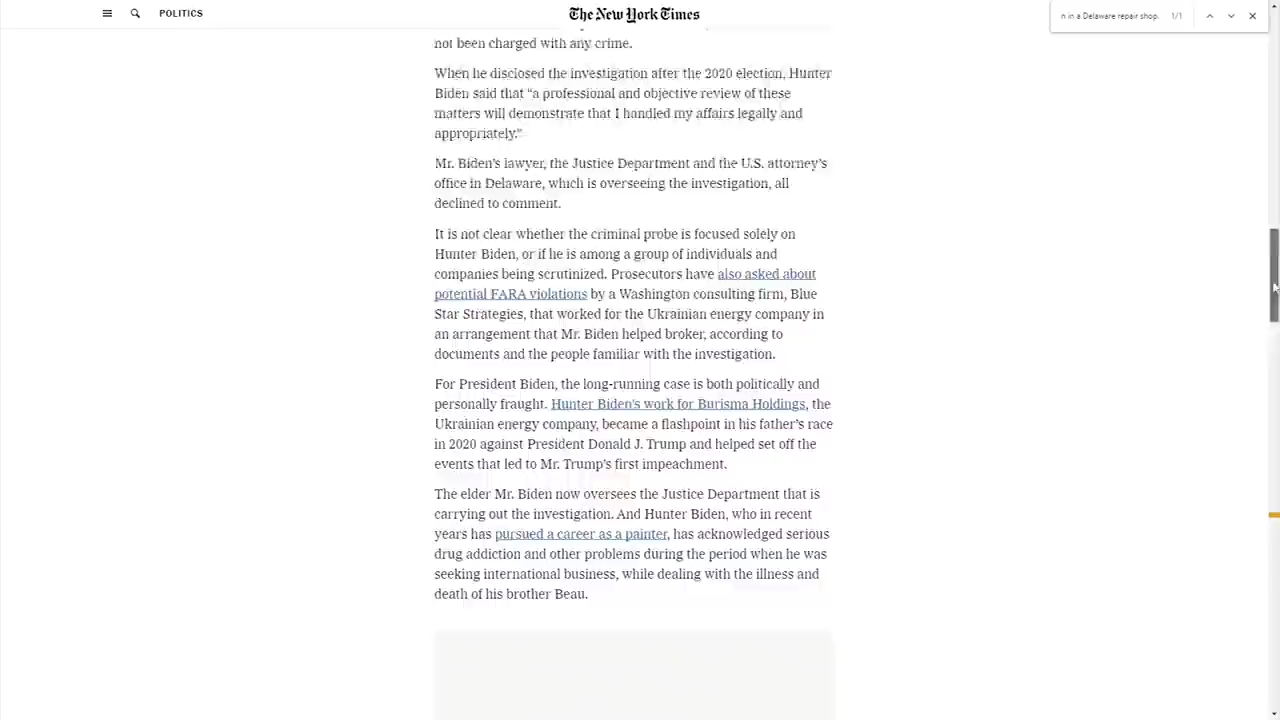 POLITICS
The New York Times
n in a Delaware repair shop. 1/1
not been charged with any crime.
When he disclosed the investigation after the 2020 election, Hunter
Biden said that “a professional and objective review of these
matters will demonstrate that I handled my affairs legally and
appropriately.”
Mr. Biden’s lawyer, the Justice Department and the U.S. attorney’s
office in Delaware, which is overseeing the investigation, all
declined to comment.
It is not clear whether the criminal probe is focused solely on
Hunter Biden, or if he is among a group of individuals and
companies being scrutinized. Prosecutors have also asked about
potential FARA violations by a Washington consulting firm, Blue
Star Strategies, that worked for the Ukrainian energy company in
an arrangement that Mr. Biden helped broker, according to
documents and the people familiar with the investigation.
For President Biden, the long-running case is both politically and
personally fraught. Hunter Biden’s work for Burisma Holdings, the
Ukrainian energy company, became a flashpoint in his father’s race
in 2020 against President Donald J. Trump and helped set off the
events that led to Mr. Trump’s first impeachment.
The elder Mr. Biden now oversees the Justice Department that is
carrying out the investigation. And Hunter Biden, who in recent
years has pursued a career as a painter, has acknowledged serious
drug addiction and other problems during the period when he was
seeking international business, while dealing with the illness and
death of his brother Beau.